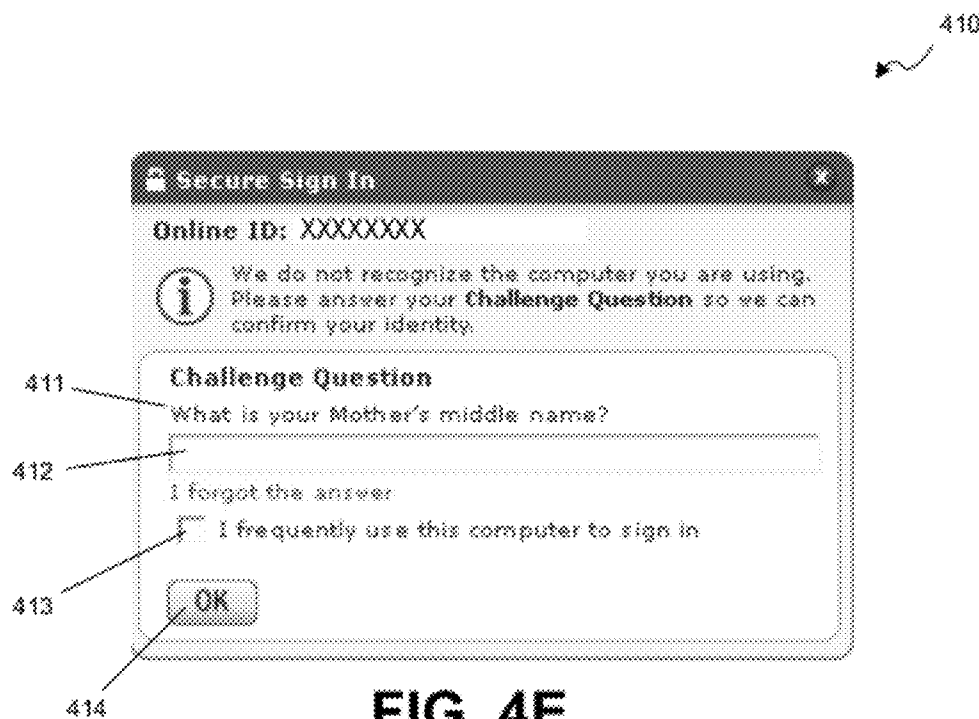 410
Secure Sign In
Online ID: XXXXXXXX
We do not recognize the computer you are using.
Please answer your Challenge Question so we can
confirm your identity.
Challenge Question
411
What is your Mother's middle name?
412
I forgot the answer
I frequently use this computer to sign in
413
OK
414
FIG. 4E